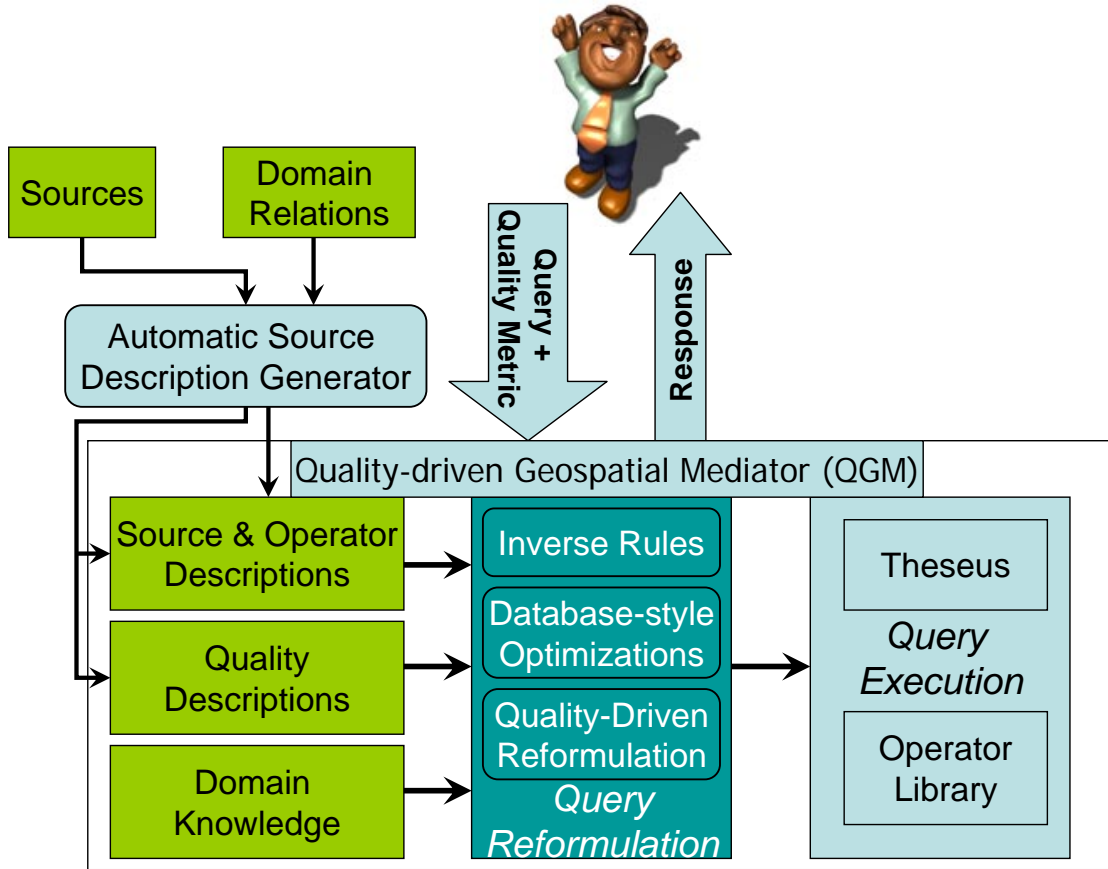 Sources
Domain
Relations
Automatic Source
Description Generator
Query +
Quality Metric
Response
Quality-driven Geospatial Mediator (QGM)
Source & Operator
Descriptions
Quality
Descriptions
Domain
Knowledge
Inverse Rules
Database-style
Optimizations
Quality-Driven
Reformulation
Query
Reformulation
Theseus
Query
Execution
Operator
Library